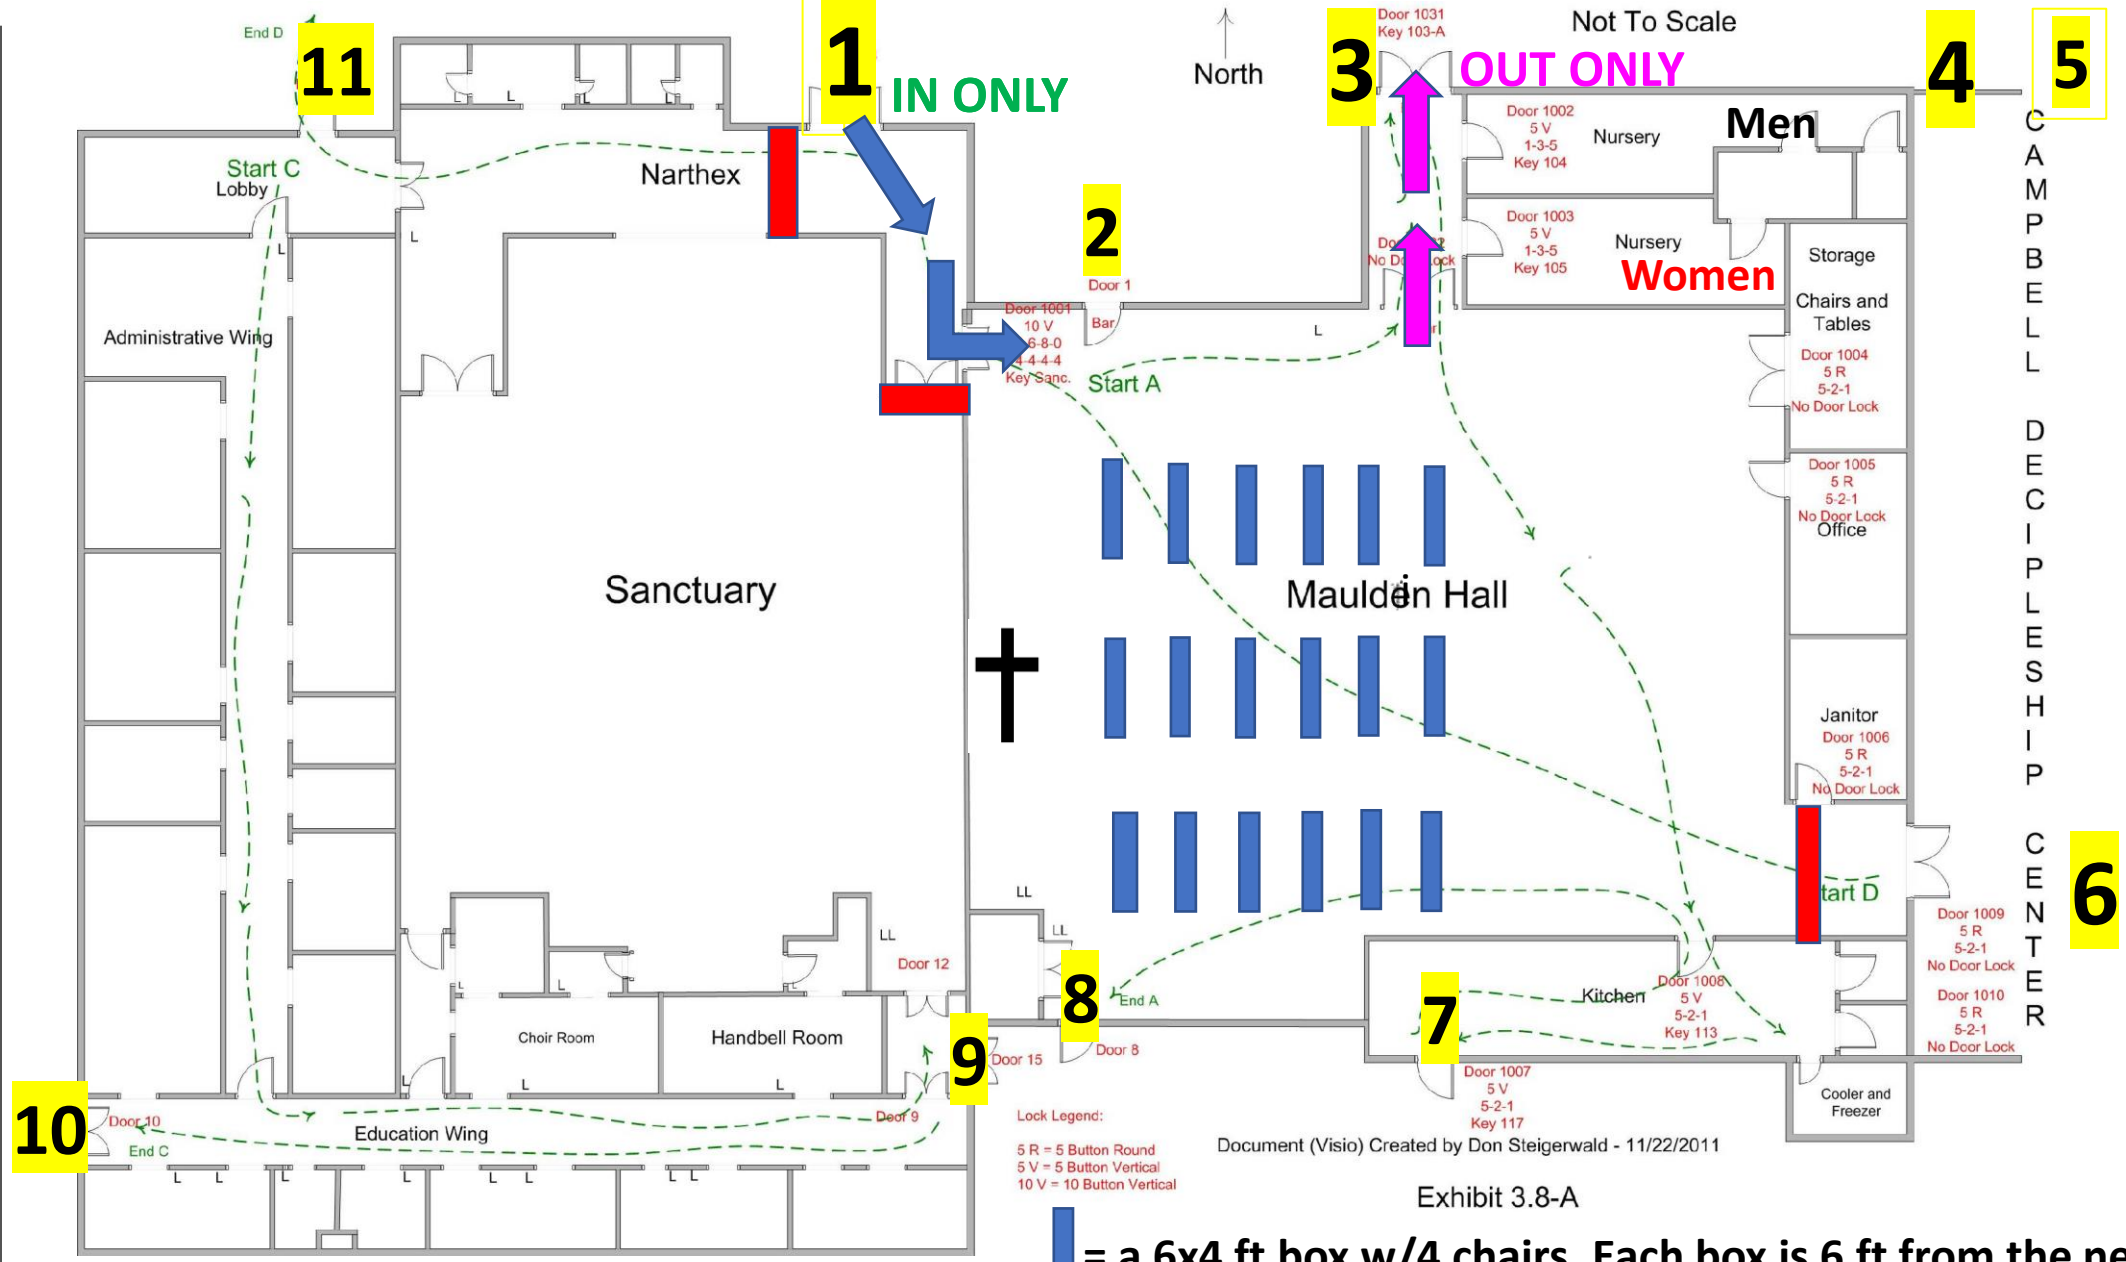 End D
11
1
IN ONLY
North
3
Door 1031
Key 103-A
OUT ONLY
Not To Scale
4
5
Start C
Lobby
Narthex
2
Door 1
Bar
Door 1002
5 V
1-3-5
Key 104
Nursery
Men
Door 1003
5 V
1-3-5
Key 105
Nursery
Women
Storage
Chairs and
Tables
Door 1004
5 R
5-2-1
No Door Lock
Door 1005
5 R
5-2-1
No Door Lock
Office
CAMPBELL DECIPLESHIP CENTER
Administrative Wing
Door 1001
10 V
6-8-0
4-4-4-4
Key Sanc.
Start A
L
L
L
L
L
L
L
Sanctuary
Mauldin Hall
Janitor
Door 1006
5 R
5-2-1
No Door Lock
tart D
6
Door 1009
5 R
5-2-1
No Door Lock
Door 1010
5 R
5-2-1
No Door Lock
LL
LL
LL
Door 12
8
End A
Door 8
7
Kitchen
Door 1008
5 V
5-2-1
Key 113
Choir Room
Handbell Room
9
Door 15
Door 1007
5 V
5-2-1
Key 117
Cooler and
Freezer
10
Door 10
End C
Education Wing
Door 9
L
L
L
L
L
L
L
L
L
L
L
L
L
Lock Legend:
5 R = 5 Button Round
5 V = 5 Button Vertical
10 V = 10 Button Vertical
Document (Visio) Created by Don Steigerwald - 11/22/2011
Exhibit 3.8-A
= a 6x4 ft box w/4 chairs. Each box is 6 ft from the